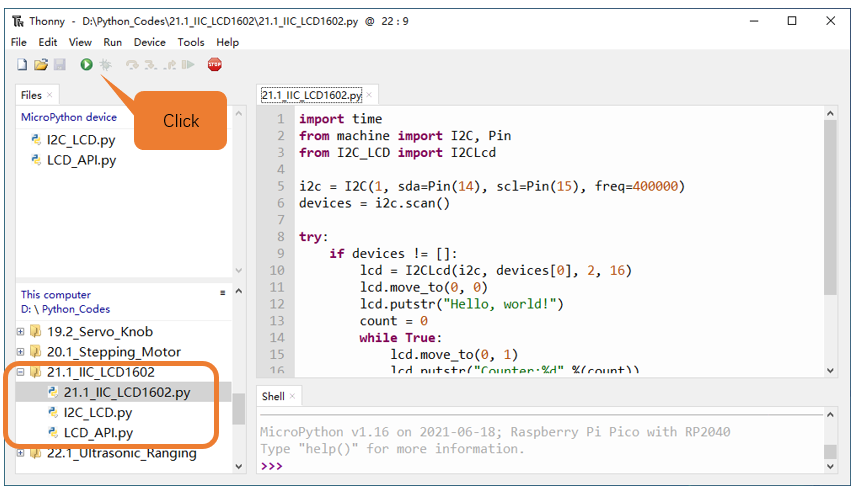 Thonny - D:\Python_Codes\21.1_IIC_LCD1602\21.1_IIC_LCD1602.py @ 22 : 9
File Edit View Run Device Tools Help
STOP
Files ×
MicroPython device
I2C_LCD.py
LCD_API.py
Click
21.1_IIC_LCD1602.py ×
1 import time
2 from machine import I2C, Pin
3 from I2C_LCD import I2CLcd
4
5 i2c = I2C(1, sda=Pin(14), scl=Pin(15), freq=400000)
6 devices = i2c.scan()
7
8 try:
9     if devices != []:
10         lcd = I2CLcd(i2c, devices[0], 2, 16)
11         lcd.move_to(0, 0)
12         lcd.putstr("Hello, world!")
13         count = 0
14         while True:
15             lcd.move_to(0, 1)
16             lcd.putstr("Counter:%d" %(count))
This computer
D: \ Python_Codes
19.2_Servo_Knob
20.1_Stepping_Motor
21.1_IIC_LCD1602
21.1_IIC_LCD1602.py
I2C_LCD.py
LCD_API.py
22.1_Ultrasonic_Ranging
Shell ×
MicroPython v1.16 on 2021-06-18; Raspberry Pi Pico with RP2040
Type "help()" for more information.
>>>